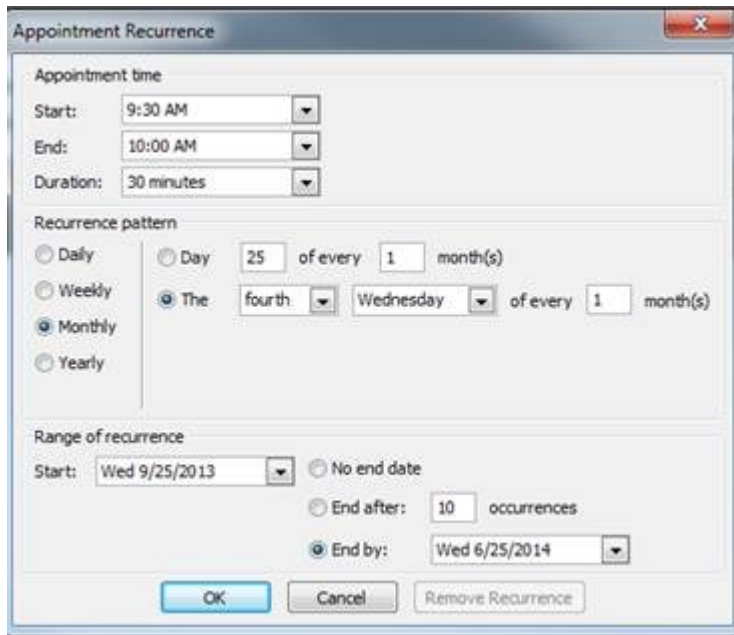 Appointment Recurrence
Appointment time
Start: 9:30 AM
End: 10:00 AM
Duration: 30 minutes
Recurrence pattern
Daily
Weekly
Monthly
Yearly
Day 25 of every 1 month(s)
The fourth Wednesday of every 1 month(s)
Range of recurrence
Start: Wed 9/25/2013
No end date
End after: 10 occurrences
End by: Wed 6/25/2014
OK Cancel Remove Recurrence